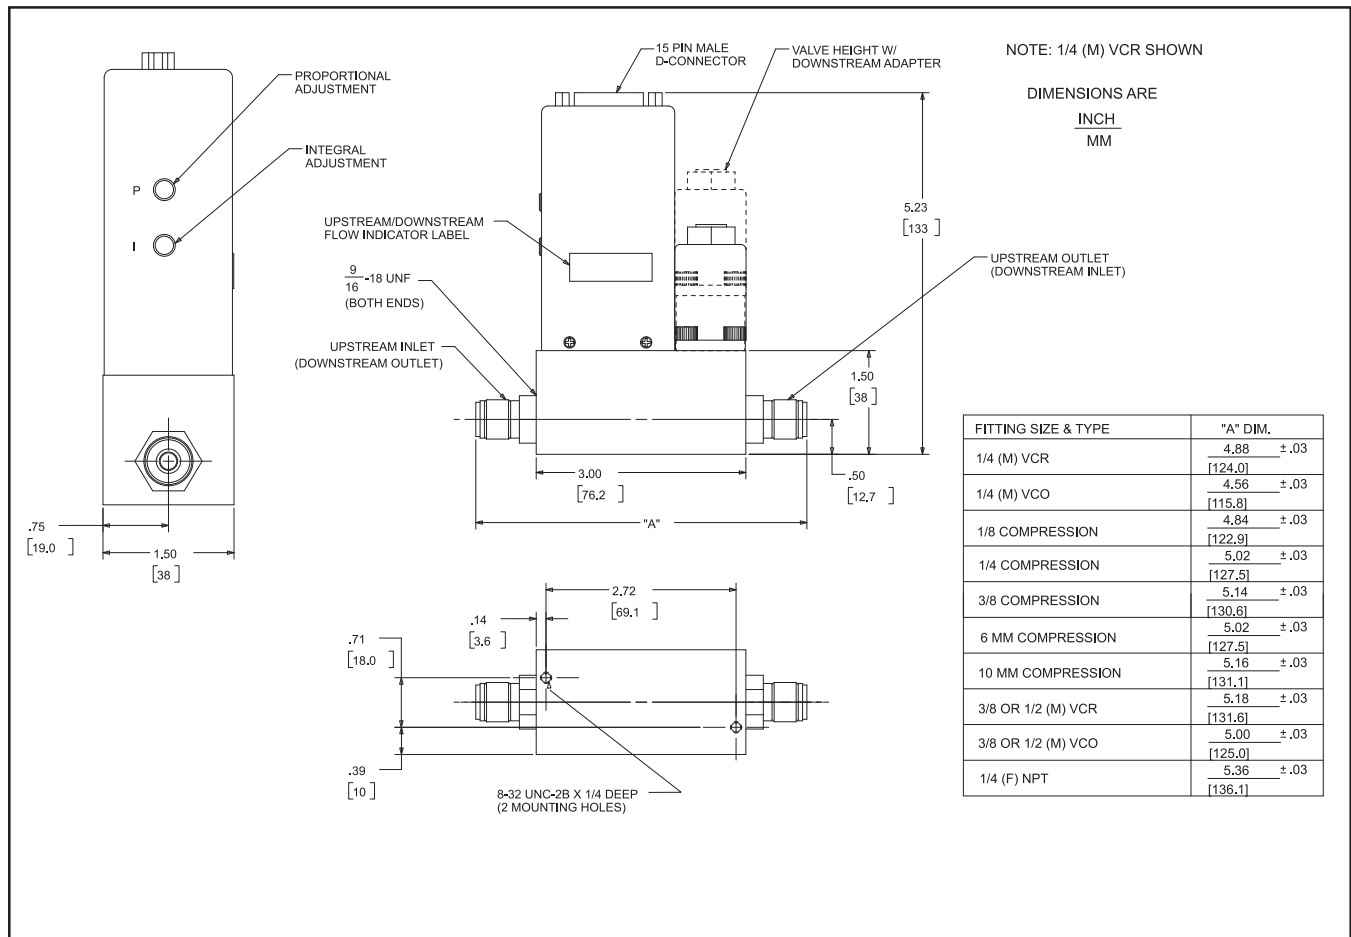 15 PIN MALE
D-CONNECTOR
VALVE HEIGHT W/
DOWNSTREAM ADAPTER
NOTE: 1/4 (M) VCR SHOWN
DIMENSIONS ARE
INCH
MM
PROPORTIONAL
ADJUSTMENT
INTEGRAL
ADJUSTMENT
P
I
UPSTREAM/DOWNSTREAM
FLOW INDICATOR LABEL
9
16
-18 UNF
(BOTH ENDS)
UPSTREAM INLET
(DOWNSTREAM OUTLET)
5.23
[133]
UPSTREAM OUTLET
(DOWNSTREAM INLET)
1.50
[38]
.50
[12.7]
3.00
[76.2]
"A"
.75
[19.0]
1.50
[38]
2.72
[69.1]
.14
[3.6]
.71
[18.0]
.39
[10]
8-32 UNC-2B X 1/4 DEEP
(2 MOUNTING HOLES)
FITTING SIZE & TYPE "A" DIM.
1/4 (M) VCR 4.88 ±.03
[124.0]
1/4 (M) VCO 4.56 ±.03
[115.8]
1/8 COMPRESSION 4.84 ±.03
[122.9]
1/4 COMPRESSION 5.02 ±.03
[127.5]
3/8 COMPRESSION 5.14 ±.03
[130.6]
6 MM COMPRESSION 5.02 ±.03
[127.5]
10 MM COMPRESSION 5.16 ±.03
[131.1]
3/8 OR 1/2 (M) VCR 5.18 ±.03
[131.6]
3/8 OR 1/2 (M) VCO 5.00 ±.03
[125.0]
1/4 (F) NPT 5.36 ±.03
[136.1]